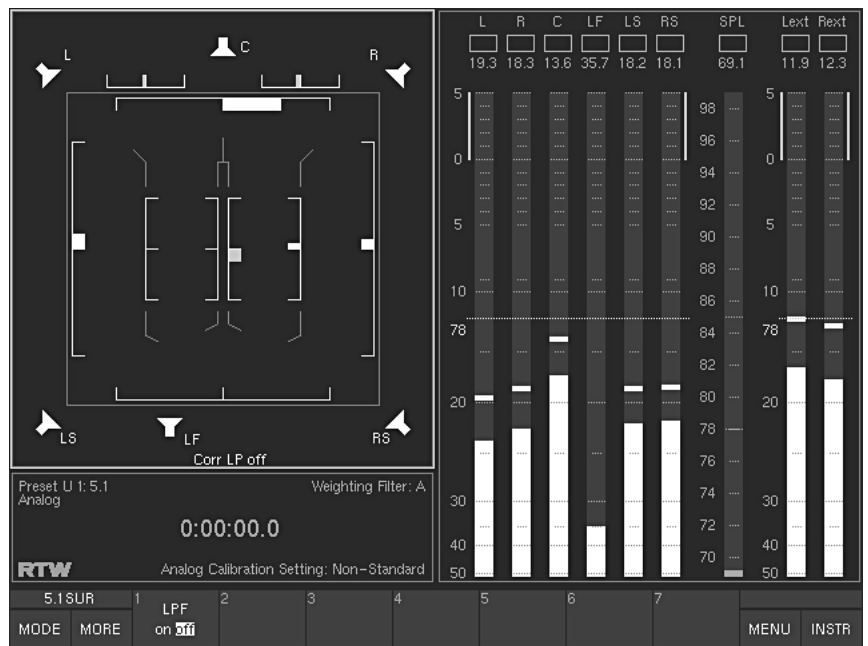 L R C LF LS RS SPL Lext Rext
19.3 18.3 13.6 35.7 18.2 18.1 69.1 11.9 12.3
L
C
R
LS
LF
RS
Corr LP off
5
0
5
10
78
20
30
40
50
98
96
94
92
90
88
86
84
82
80
78
76
74
72
70
5
0
5
10
78
20
30
40
50
Preset U 1: 5.1
Weighting Filter: A
Analog
0:00:00.0
RTW
Analog Calibration Setting: Non-Standard
5.1SUR 1 2 3 4 5 6 7
LPF
MODE MORE on off MENU INSTR